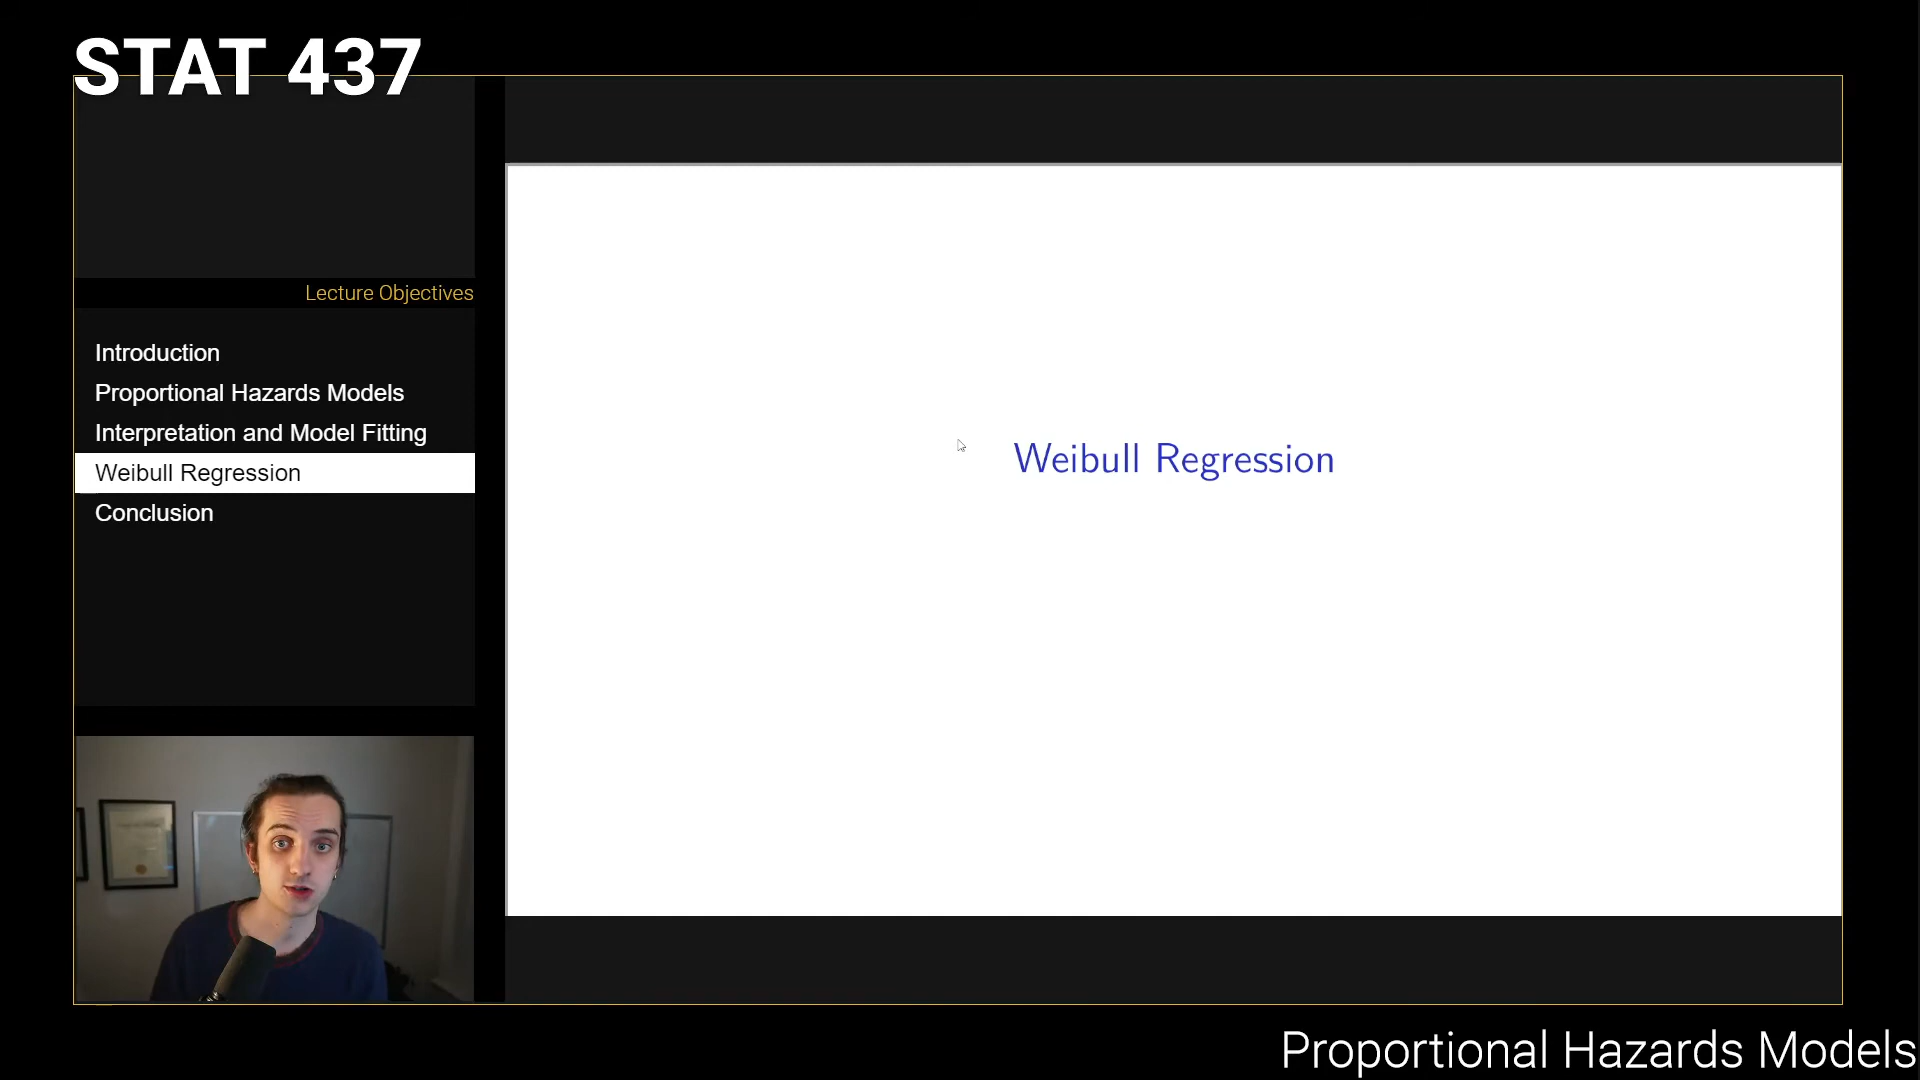 STAT 437
Lecture Objectives
Introduction
Proportional Hazards Models
Interpretation and Model Fitting
Weibull Regression
Conclusion
Weibull Regression
Proportional Hazards Models